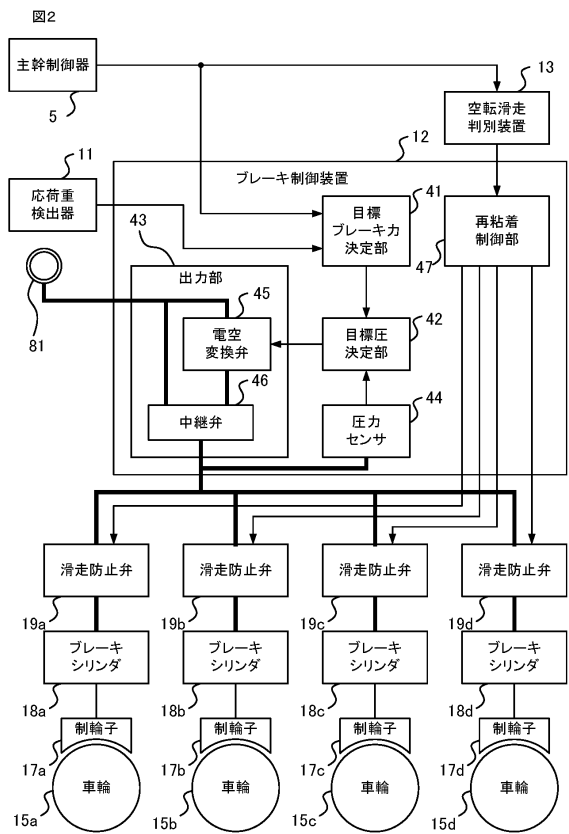 図2
主幹制御器
5
13
空転滑走
判別装置
12
ブレーキ制御装置
11
応荷重
検出器
41
目標
ブレーキ力
決定部
再粘着
制御部
47
43
出力部
81
45
電空
変換弁
42
目標圧
決定部
46
中継弁
44
圧力
センサ
滑走防止弁
滑走防止弁
滑走防止弁
滑走防止弁
19a
19b
19c
19d
ブレーキ
シリンダ
ブレーキ
シリンダ
ブレーキ
シリンダ
ブレーキ
シリンダ
18a
18b
18c
18d
制輪子
制輪子
制輪子
制輪子
17a
17b
17c
17d
車輪
車輪
車輪
車輪
15a
15b
15c
15d